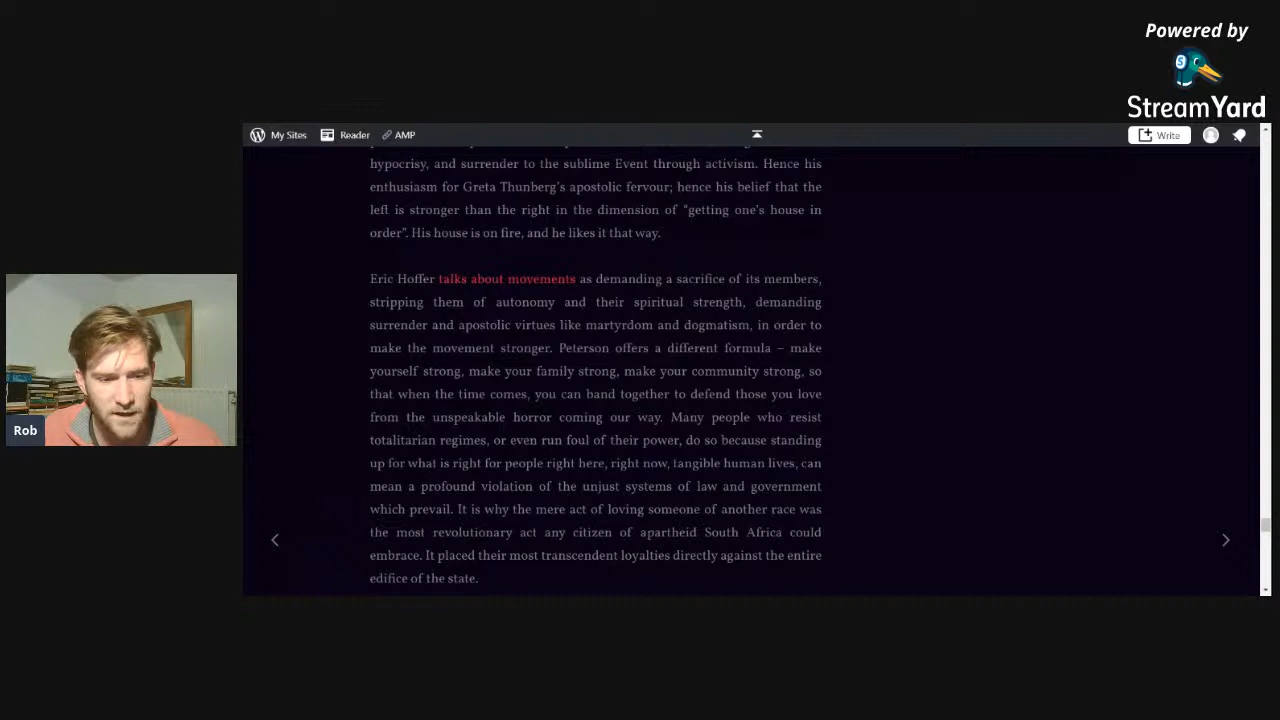 Powered by
StreamYard
My Sites
Reader
AMP
Write
hypocrisy, and surrender to the sublime Event through activism. Hence his
enthusiasm for Greta Thunberg's apostolic fervour; hence his belief that the
left is stronger than the right in the dimension of "getting one's house in
order". His house is on fire, and he likes it that way.
Eric Hoffer talks about movements as demanding a sacrifice of its members,
stripping them of autonomy and their spiritual strength, demanding
surrender and apostolic virtues like martyrdom and dogmatism, in order to
make the movement stronger. Peterson offers a different formula – make
yourself strong, make your family strong, make your community strong, so
that when the time comes, you can band together to defend those you love
from the unspeakable horror coming our way. Many people who resist
totalitarian regimes, or even run foul of their power, do so because standing
up for what is right for people right here, right now, tangible human lives, can
mean a profound violation of the unjust systems of law and government
which prevail. It is why the mere act of loving someone of another race was
the most revolutionary act any citizen of apartheid South Africa could
embrace. It placed their most transcendent loyalties directly against the entire
edifice of the state.
Rob